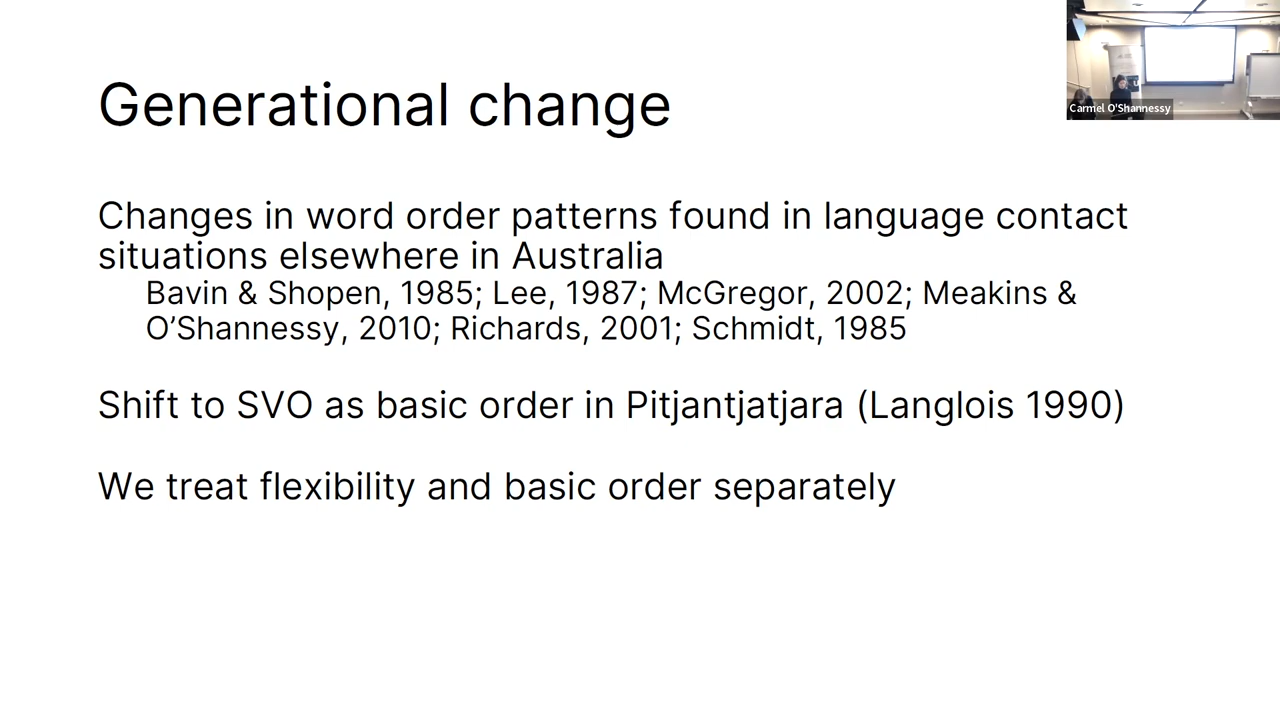 Carmel O'Shannessy
Generational change
Changes in word order patterns found in language contact
situations elsewhere in Australia
Bavin & Shopen, 1985; Lee, 1987; McGregor, 2002; Meakins &
O’Shannessy, 2010; Richards, 2001; Schmidt, 1985
Shift to SVO as basic order in Pitjantjatjara (Langlois 1990)
We treat flexibility and basic order separately